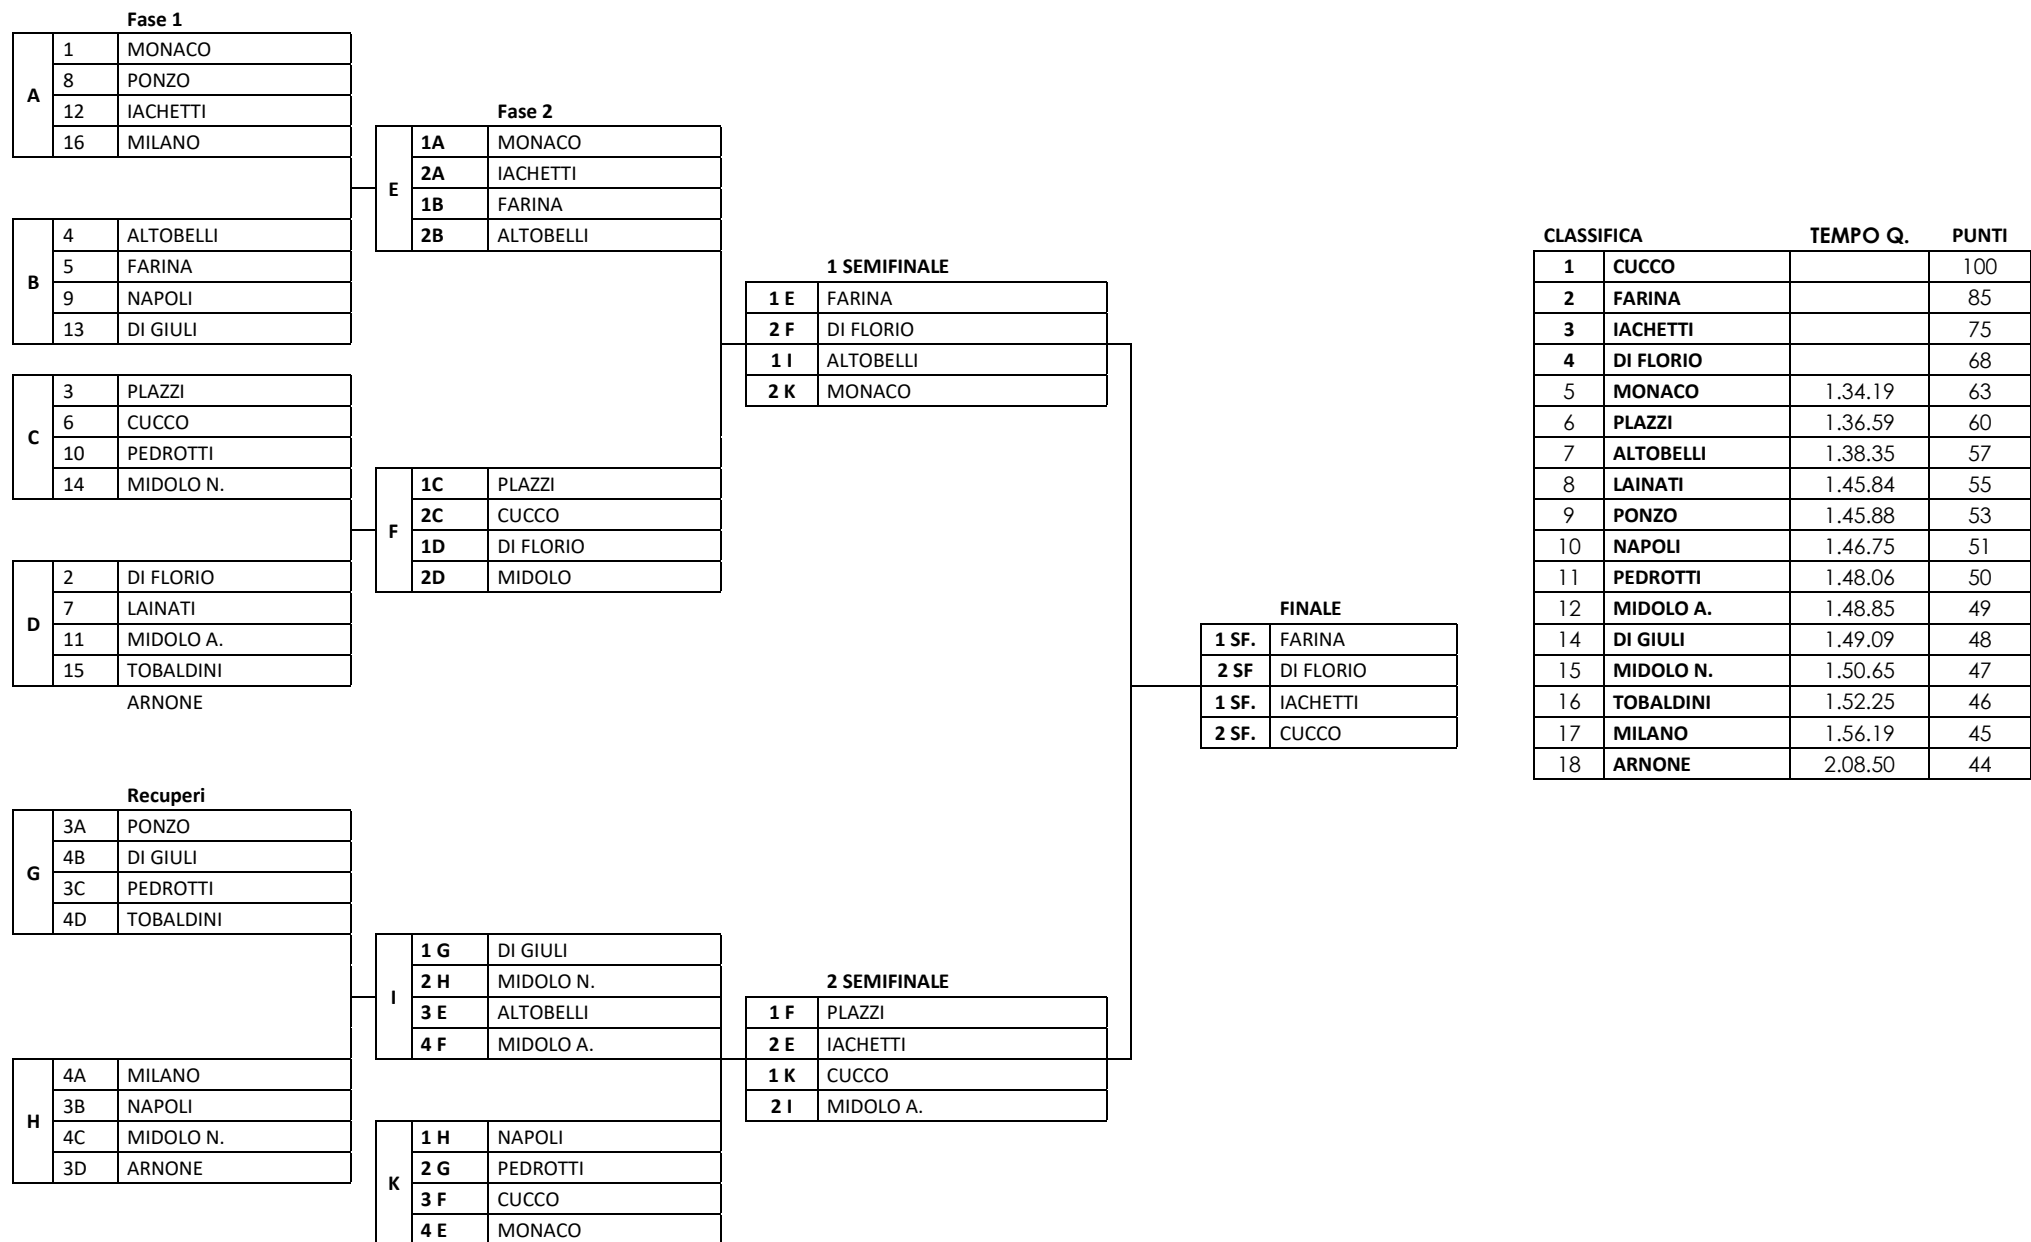 Fase 1
A
1 MONACO
8 PONZO
12 IACHETTI
16 MILANO
B
4 ALTOBELLI
5 FARINA
9 NAPOLI
13 DI GIULI
C
3 PLAZZI
6 CUCCO
10 PEDROTTI
14 MIDOLO N.
D
2 DI FLORIO
7 LAINATI
11 MIDOLO A.
15 TOBALDINI
ARNONE
Recuperi
G
3A PONZO
4B DI GIULI
3C PEDROTTI
4D TOBALDINI
H
4A MILANO
3B NAPOLI
4C MIDOLO N.
3D ARNONE
Fase 2
E
1A MONACO
2A IACHETTI
1B FARINA
2B ALTOBELLI
F
1C PLAZZI
2C CUCCO
1D DI FLORIO
2D MIDOLO
I
1 G DI GIULI
2 H MIDOLO N.
3 E ALTOBELLI
4 F MIDOLO A.
K
1 H NAPOLI
2 G PEDROTTI
3 F CUCCO
4 E MONACO
1 SEMIFINALE
1 E FARINA
2 F DI FLORIO
1 I ALTOBELLI
2 K MONACO
2 SEMIFINALE
1 F PLAZZI
2 E IACHETTI
1 K CUCCO
2 I MIDOLO A.
FINALE
1 SF. FARINA
2 SF DI FLORIO
1 SF. IACHETTI
2 SF. CUCCO
CLASSIFICA TEMPO Q. PUNTI
1 CUCCO 100
2 FARINA 85
3 IACHETTI 75
4 DI FLORIO 68
5 MONACO 1.34.19 63
6 PLAZZI 1.36.59 60
7 ALTOBELLI 1.38.35 57
8 LAINATI 1.45.84 55
9 PONZO 1.45.88 53
10 NAPOLI 1.46.75 51
11 PEDROTTI 1.48.06 50
12 MIDOLO A. 1.48.85 49
14 DI GIULI 1.49.09 48
15 MIDOLO N. 1.50.65 47
16 TOBALDINI 1.52.25 46
17 MILANO 1.56.19 45
18 ARNONE 2.08.50 44